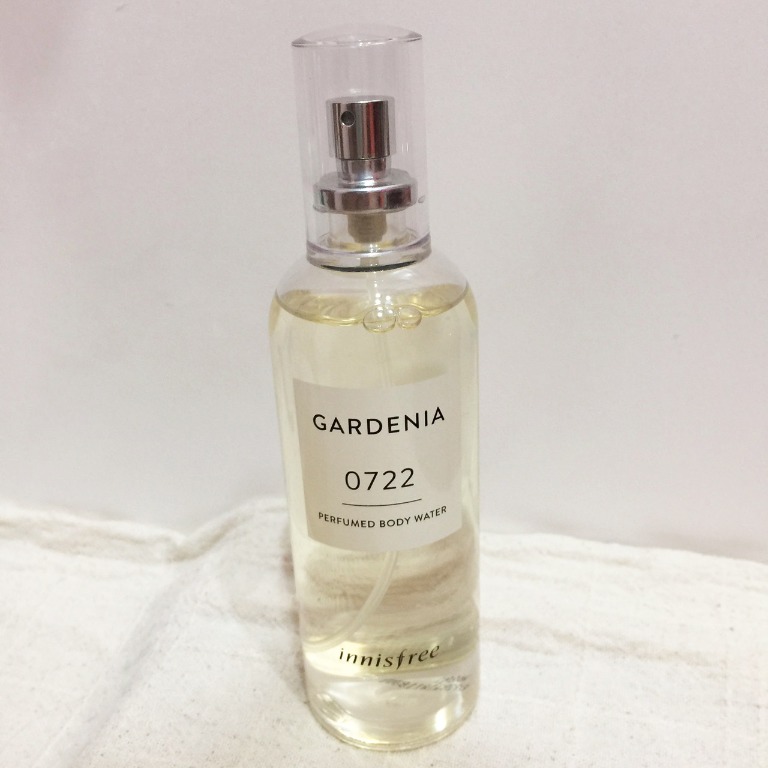 GARDENIA
0722
PERFUMED BODY WATER
innisfree